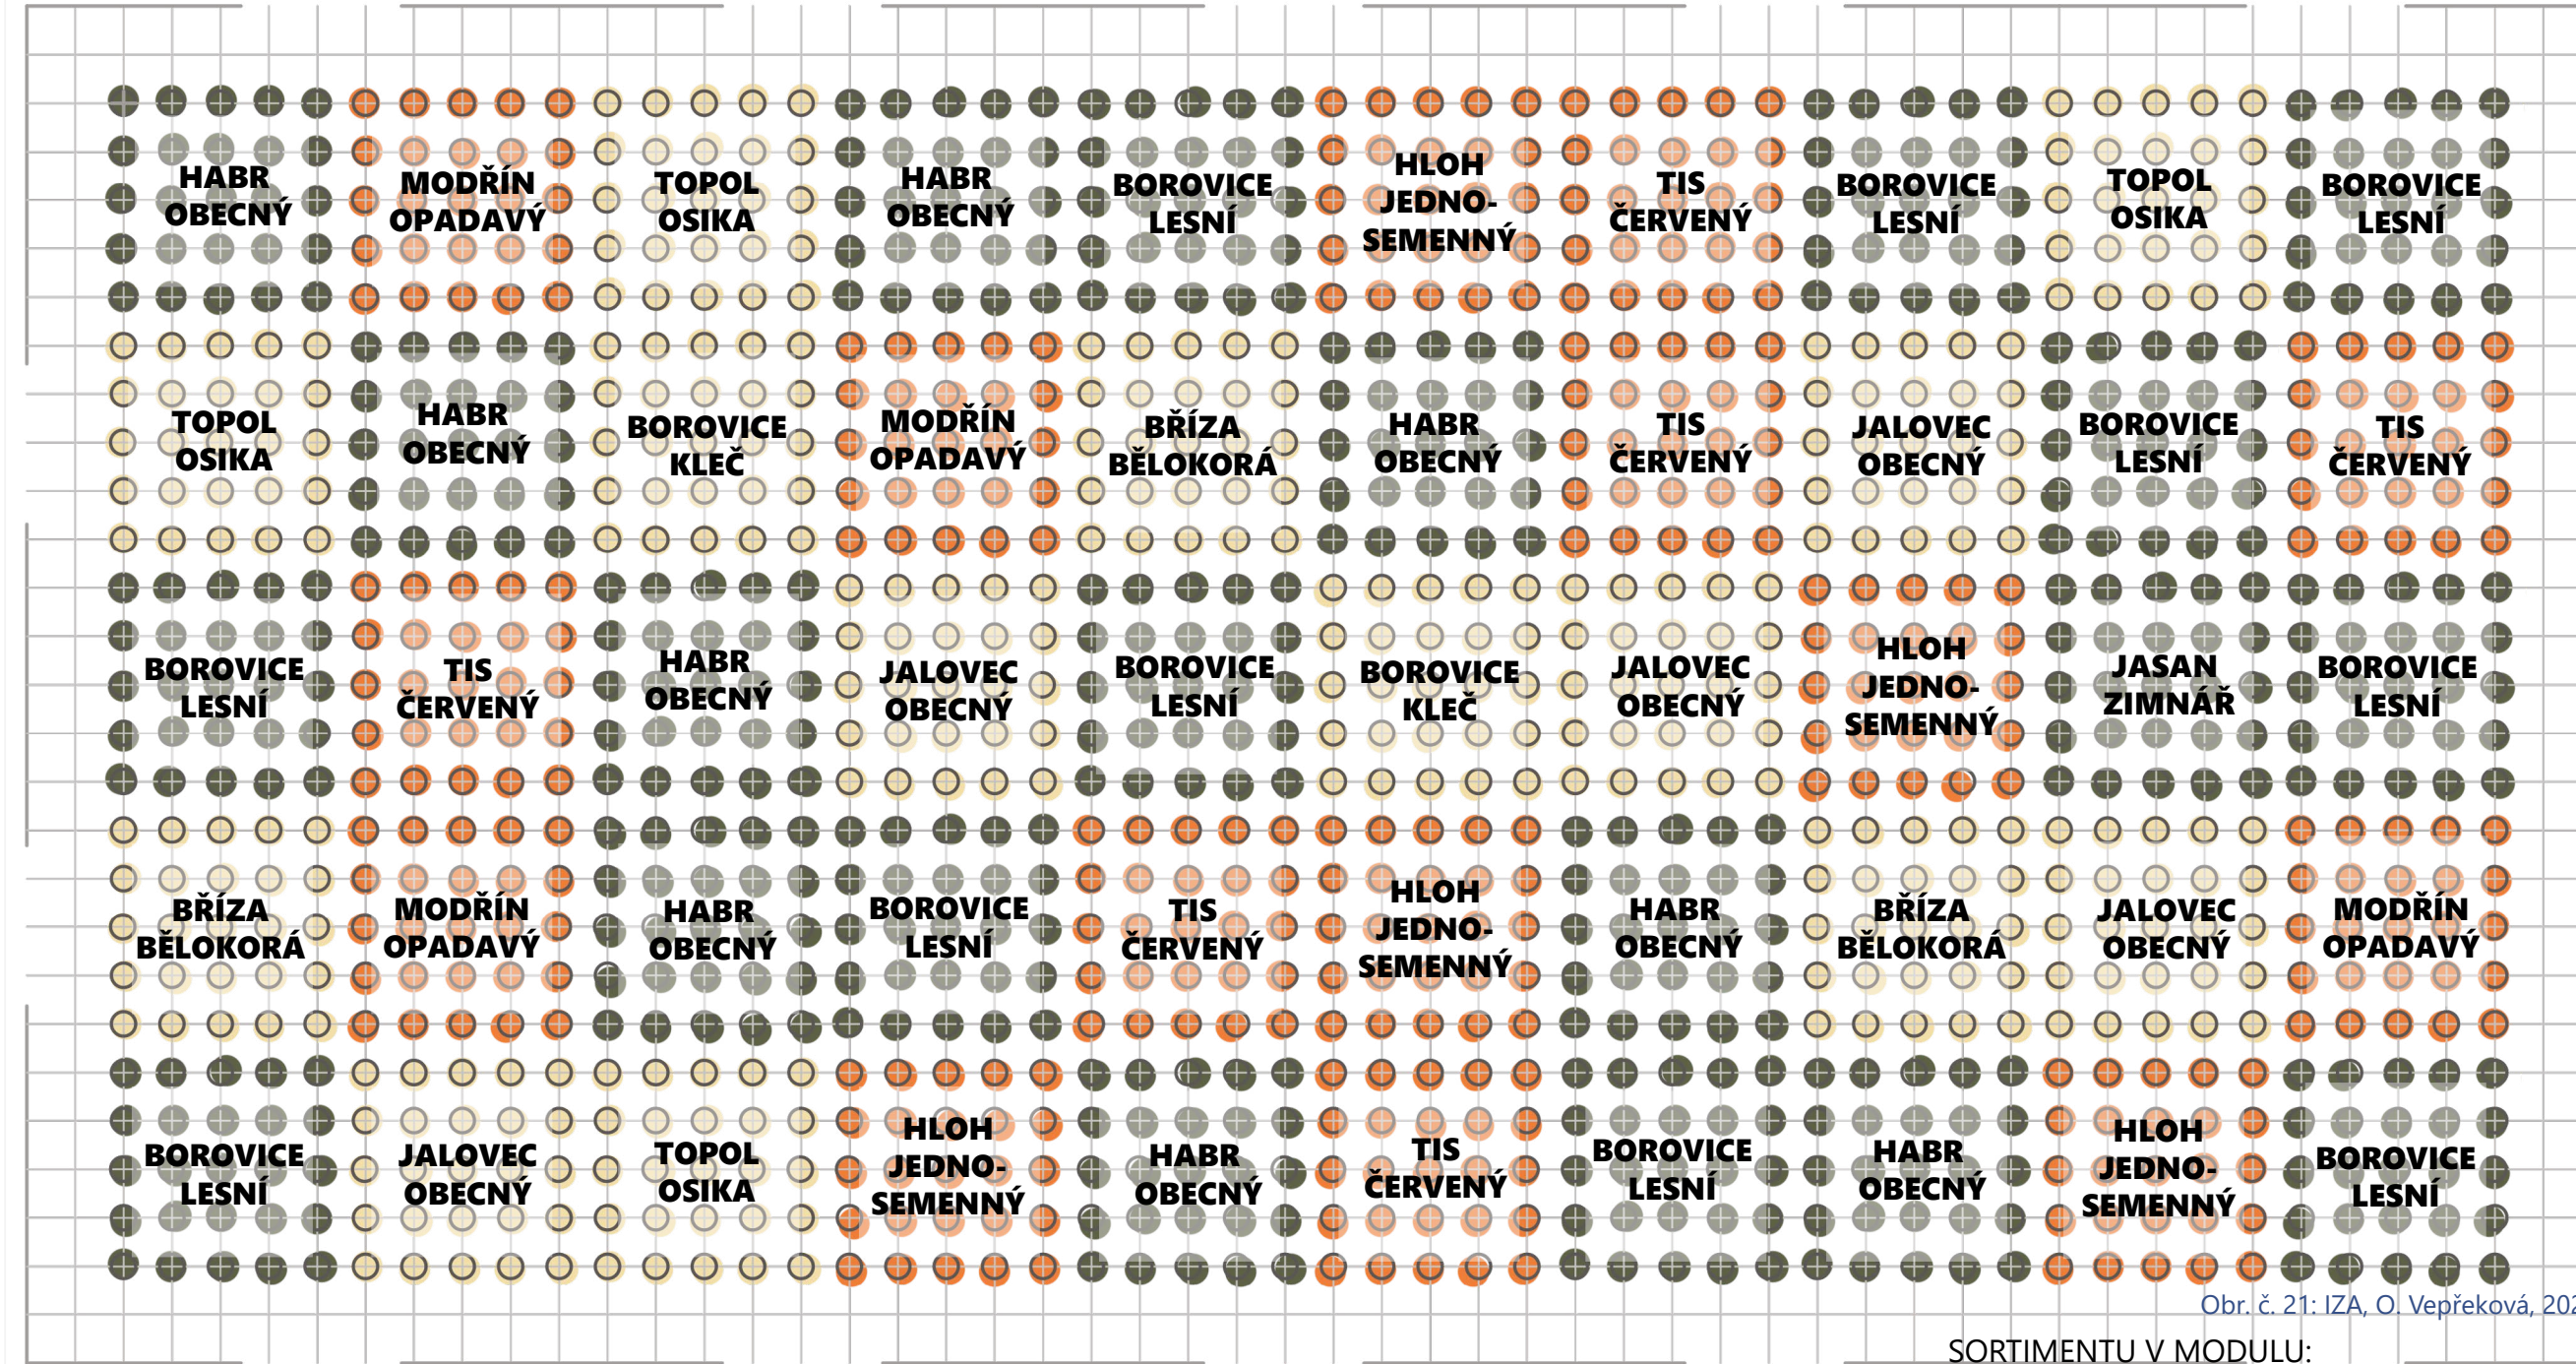 HABR
OBECNÝ
MODŘÍN
OPADAVÝ
TOPOL
OSIKA
HABR
OBECNÝ
BOROVICE
LESNÍ
HLOH
JEDNO-
SEMENNÝ
TIS
ČERVENÝ
BOROVICE
LESNÍ
TOPOL
OSIKA
BOROVICE
LESNÍ
TOPOL
OSIKA
HABR
OBECNÝ
BOROVICE
KLEČ
MODŘÍN
OPADAVÝ
BŘÍZA
BĚLOKORÁ
HABR
OBECNÝ
TIS
ČERVENÝ
JALOVEC
OBECNÝ
BOROVICE
LESNÍ
TIS
ČERVENÝ
BOROVICE
LESNÍ
TIS
ČERVENÝ
HABR
OBECNÝ
JALOVEC
OBECNÝ
BOROVICE
LESNÍ
BOROVICE
KLEČ
JALOVEC
OBECNÝ
HLOH
JEDNO-
SEMENNÝ
JASAN
ZIMNÁŘ
BOROVICE
LESNÍ
BŘÍZA
BĚLOKORÁ
MODŘÍN
OPADAVÝ
HABR
OBECNÝ
BOROVICE
LESNÍ
TIS
ČERVENÝ
HLOH
JEDNO-
SEMENNÝ
HABR
OBECNÝ
BŘÍZA
BĚLOKORÁ
JALOVEC
OBECNÝ
MODŘÍN
OPADAVÝ
BOROVICE
LESNÍ
JALOVEC
OBECNÝ
TOPOL
OSIKA
HLOH
JEDNO-
SEMENNÝ
HABR
OBECNÝ
TIS
ČERVENÝ
BOROVICE
LESNÍ
HABR
OBECNÝ
HLOH
JEDNO-
SEMENNÝ
BOROVICE
LESNÍ
Obr. č. 21: IZA, O. Vepřeková, 202
SORTIMENTU V MODULU: